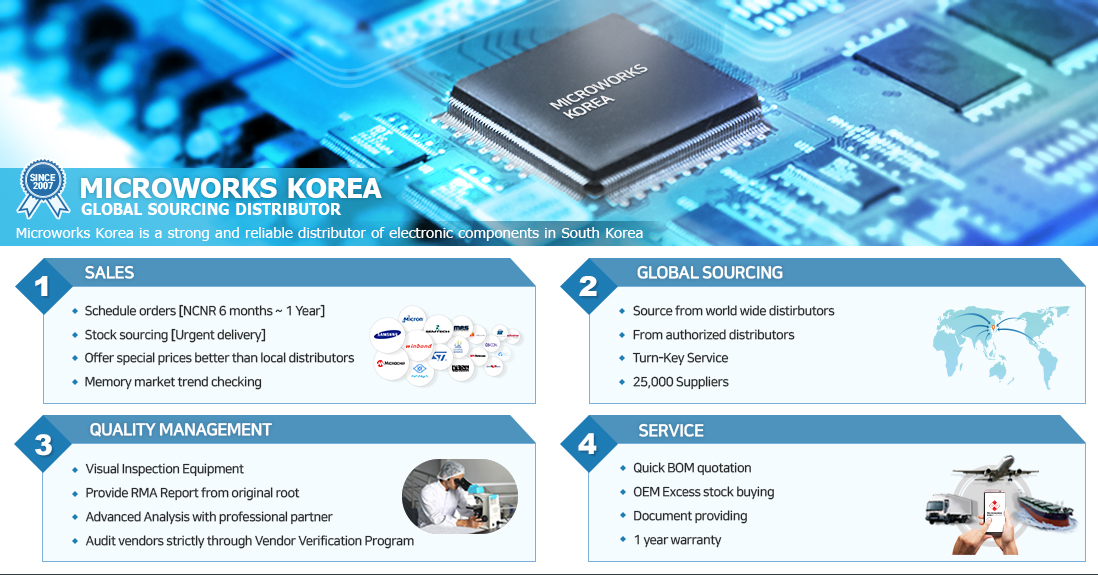 MICROWORKS
KOREA
SINCE
2007
MICROWORKS KOREA
GLOBAL SOURCING DISTRIBUTOR
Microworks Korea is a strong and reliable distributor of electronic components in South Korea
1
SALES
Schedule orders [NCNR 6 months ~ 1 Year]
Stock sourcing [Urgent delivery]
Offer special prices better than local distributors
Memory market trend checking
SAMSUNG
Micron
SEMTECH
winbond
ST
MICROCHIP
2
GLOBAL SOURCING
Source from world wide distirbutors
From authorized distributors
Turn-Key Service
25,000 Suppliers
3
QUALITY MANAGEMENT
Visual Inspection Equipment
Provide RMA Report from original root
Advanced Analysis with professional partner
Audit vendors strictly through Vendor Verification Program
4
SERVICE
Quick BOM quotation
OEM Excess stock buying
Document providing
1 year warranty